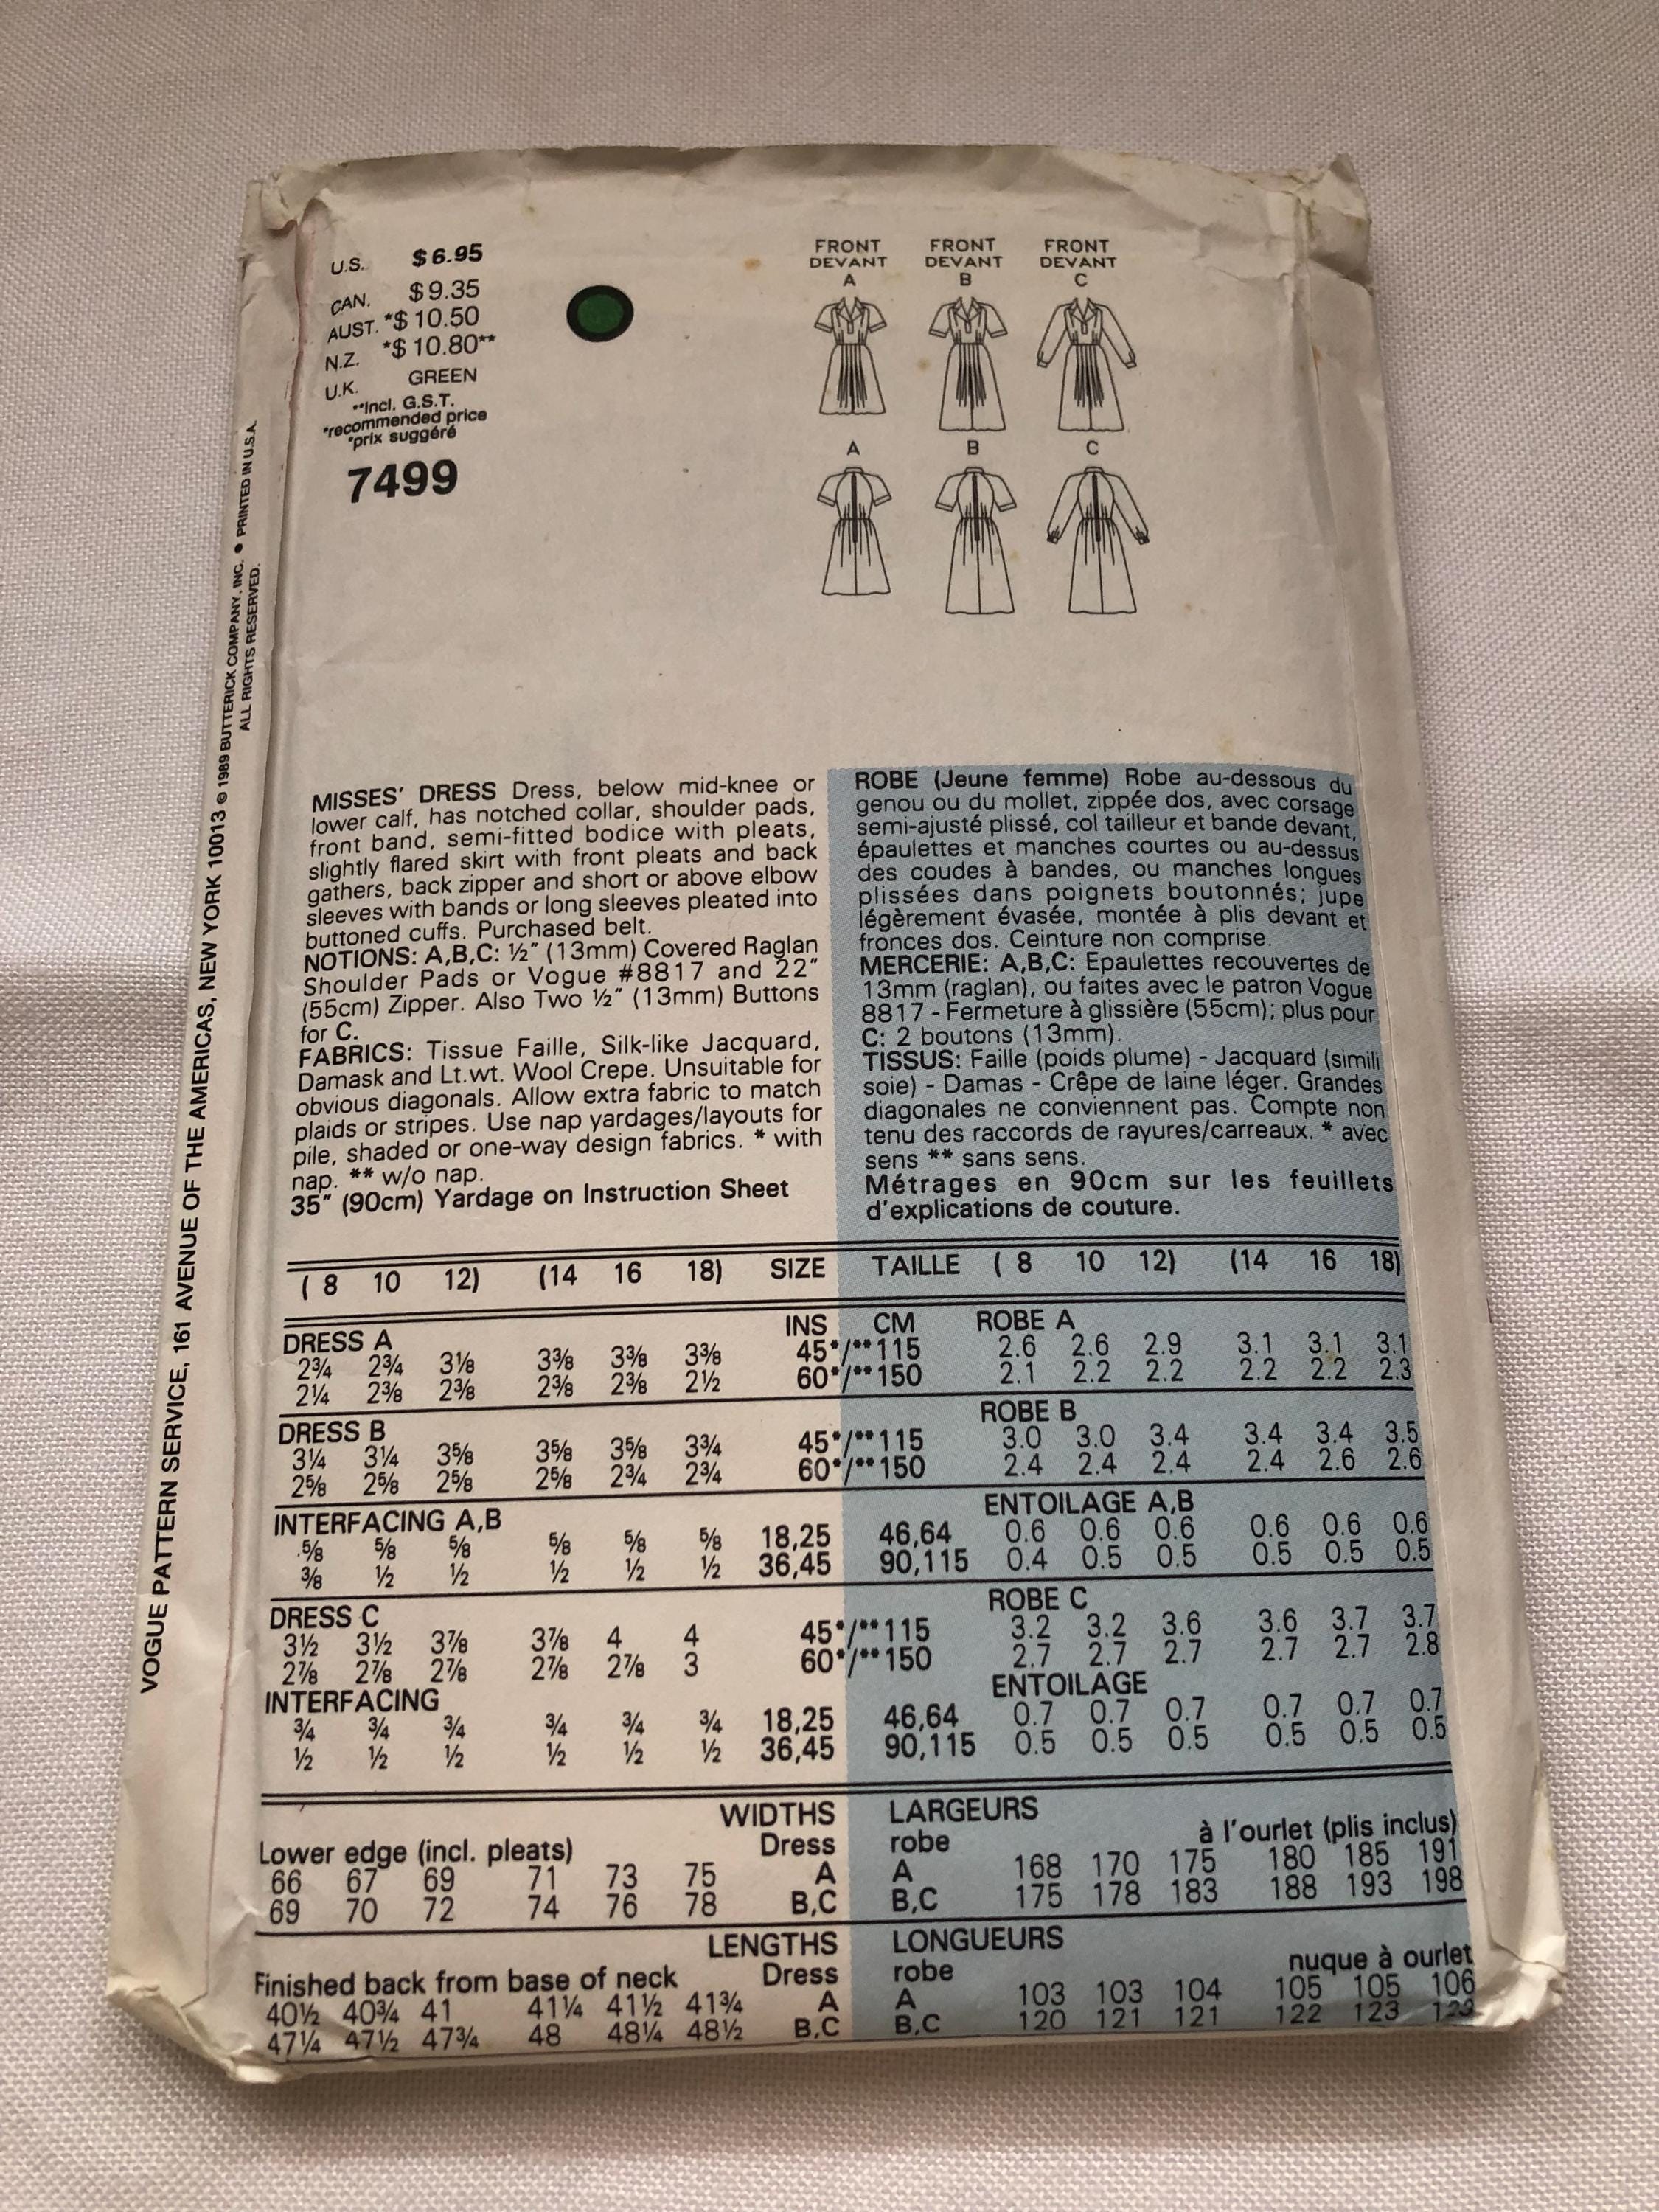 U.S. $6.95
CAN. $9.35
AUST. *$10.50
N.Z. *$10.80**
U.K. GREEN
**Incl. G.S.T.
*recommended price
*prix suggéré
7499
FRONT DEVANT A
FRONT DEVANT B
FRONT DEVANT C
A B C
VOGUE PATTERN SERVICE, 161 AVENUE OF THE AMERICAS, NEW YORK 10013 © 1989 BUTTERICK COMPANY, INC. ● PRINTED IN U.S.A.
ALL RIGHTS RESERVED.
MISSES' DRESS Dress, below mid-knee or
lower calf, has notched collar, shoulder pads,
front band, semi-fitted bodice with pleats,
slightly flared skirt with front pleats and back
gathers, back zipper and short or above elbow
sleeves with bands or long sleeves pleated into
buttoned cuffs. Purchased belt.
NOTIONS: A,B,C: ½" (13mm) Covered Raglan
Shoulder Pads or Vogue #8817 and 22"
(55cm) Zipper. Also Two ½" (13mm) Buttons
for C.
FABRICS: Tissue Faille, Silk-like Jacquard,
Damask and Lt.wt. Wool Crepe. Unsuitable for
obvious diagonals. Allow extra fabric to match
plaids or stripes. Use nap yardages/layouts for
pile, shaded or one-way design fabrics. * with
nap. ** w/o nap.
35" (90cm) Yardage on Instruction Sheet
ROBE (Jeune femme) Robe au-dessous du
genou ou du mollet, zippée dos, avec corsage
semi-ajusté plissé, col tailleur et bande devant,
épaulettes et manches courtes ou au-dessus
des coudes à bandes, ou manches longues
plissées dans poignets boutonnés; jupe
légèrement évasée, montée à plis devant et
fronces dos. Ceinture non comprise.
MERCERIE: A,B,C: Epaulettes recouvertes de
13mm (raglan), ou faites avec le patron Vogue
8817 - Fermeture à glissière (55cm); plus pour
C: 2 boutons (13mm).
TISSUS: Faille (poids plume) - Jacquard (simili
soie) - Damas - Crêpe de laine léger. Grandes
diagonales ne conviennent pas. Compte non
tenu des raccords de rayures/carreaux. * avec
sens ** sans sens.
Métrages en 90cm sur les feuillets
d'explications de couture.
( 8 10 12) (14 16 18) SIZE TAILLE ( 8 10 12) (14 16 18)
DRESS A INS CM ROBE A
2¾ 2¾ 3⅛ 3⅜ 3⅜ 3⅜ 45*/**115 2.6 2.6 2.9 3.1 3.1 3.1
2¼ 2⅜ 2⅜ 2⅜ 2⅜ 2½ 60*/**150 2.1 2.2 2.2 2.2 2.2 2.3
DRESS B ROBE B
3¼ 3¼ 3⅝ 3⅝ 3⅝ 3¾ 45*/**115 3.0 3.0 3.4 3.4 3.4 3.5
2⅝ 2⅝ 2⅝ 2⅝ 2¾ 2¾ 60*/**150 2.4 2.4 2.4 2.4 2.6 2.6
INTERFACING A,B ENTOILAGE A,B
⅝ ⅝ ⅝ ⅝ ⅝ ⅝ 18,25 46,64 0.6 0.6 0.6 0.6 0.6 0.6
⅜ ½ ½ ½ ½ ½ 36,45 90,115 0.4 0.5 0.5 0.5 0.5 0.5
DRESS C ROBE C
3½ 3½ 3⅞ 3⅞ 4 4 45*/**115 3.2 3.2 3.6 3.6 3.7 3.7
2⅞ 2⅞ 2⅞ 2⅞ 2⅞ 3 60*/**150 2.7 2.7 2.7 2.7 2.7 2.8
INTERFACING ENTOILAGE
¾ ¾ ¾ ¾ ¾ ¾ 18,25 46,64 0.7 0.7 0.7 0.7 0.7 0.7
½ ½ ½ ½ ½ ½ 36,45 90,115 0.5 0.5 0.5 0.5 0.5 0.5
WIDTHS LARGEURS
Lower edge (incl. pleats) Dress robe à l'ourlet (plis inclus)
66 67 69 71 73 75 A A 168 170 175 180 185 191
69 70 72 74 76 78 B,C B,C 175 178 183 188 193 198
LENGTHS LONGUEURS
Finished back from base of neck Dress robe nuque à ourlet
40½ 40¾ 41 41¼ 41½ 41¾ A A 103 103 104 105 105 106
47¼ 47½ 47¾ 48 48¼ 48½ B,C B,C 120 121 121 122 123 123